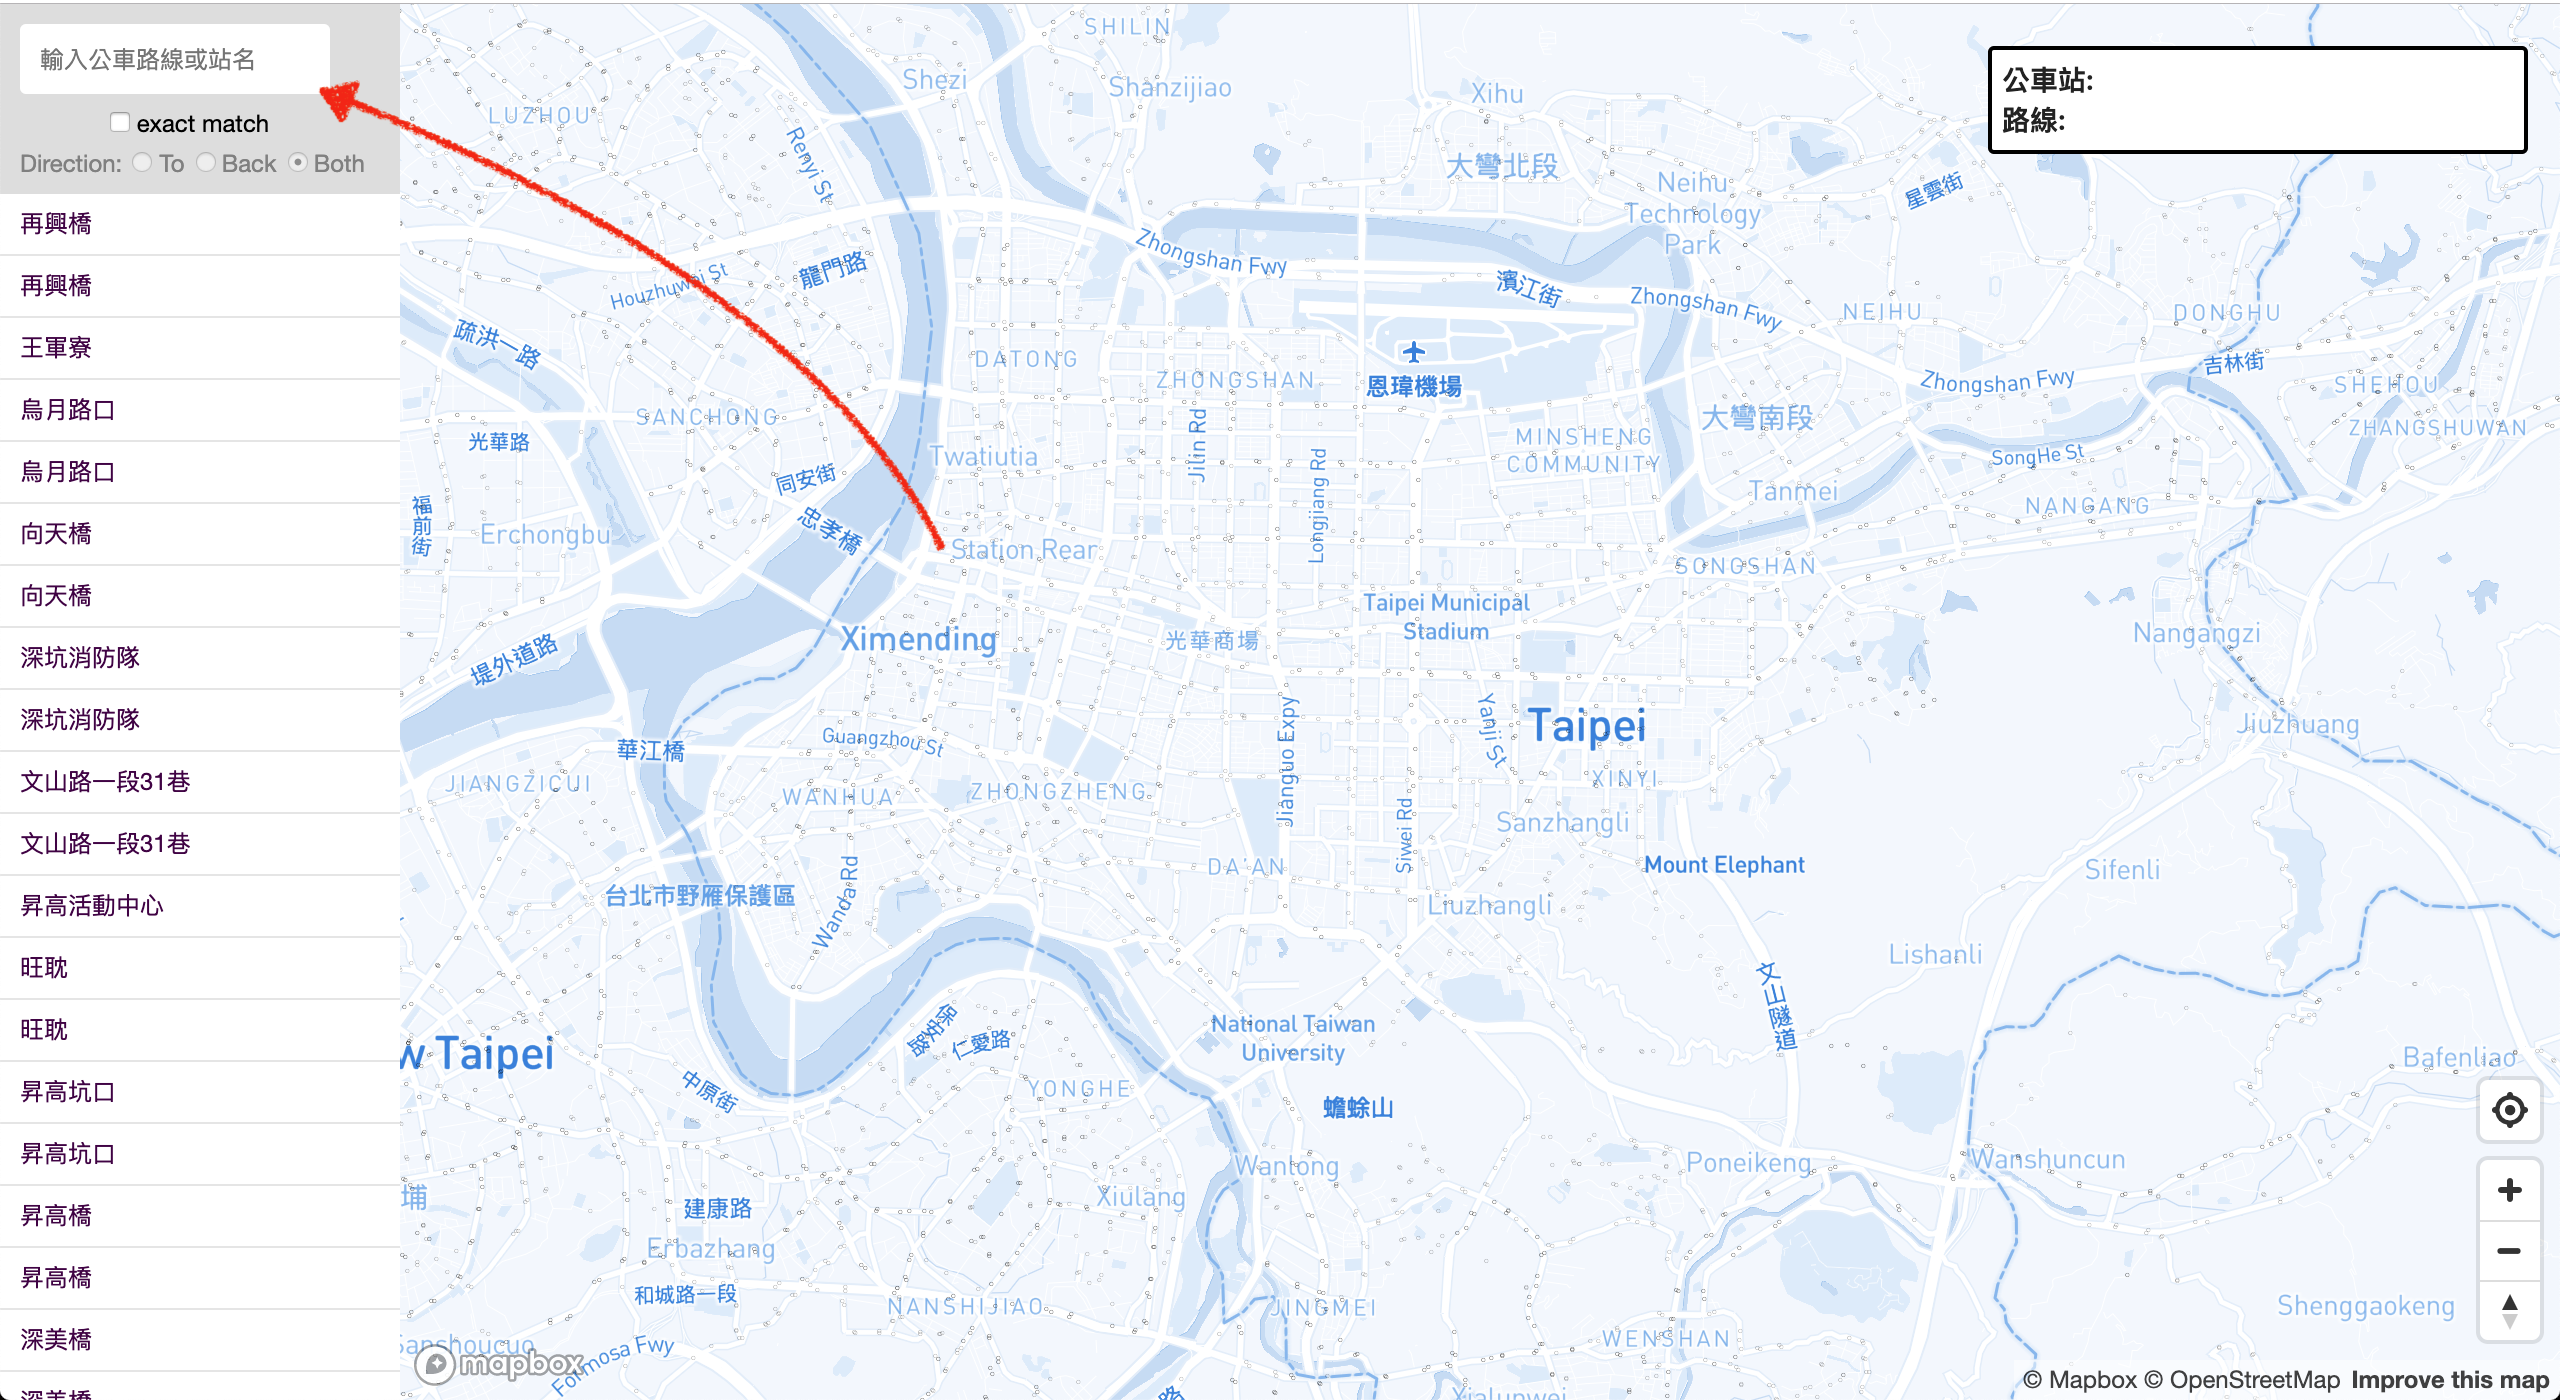 輸入公車路線或站名
exact match
Direction: To Back Both
再興橋
再興橋
王軍寮
烏月路口
烏月路口
向天橋
向天橋
深坑消防隊
深坑消防隊
文山路一段31巷
文山路一段31巷
昇高活動中心
旺耽
旺耽
昇高坑口
昇高坑口
昇高橋
昇高橋
深美橋
深美橋
公車站:
路線:
SHILIN
Shezi
Shanzijiao
Xihu
LUZHOU
Renyi St
大彎北段
Neihu
Technology
Park
星雲街
Zhongshan Fwy
龍門路
Houzhuwei St
濱江街
Zhongshan Fwy
NEIHU
DONGHU
疏洪一路
DATONG
ZHONGSHAN
恩瑋機場
Zhongshan Fwy
吉林街
SHEHOU
SANCHONG
光華路
Twatiutia
Jilin Rd
Longjiang Rd
MINSHENG
COMMUNITY
大彎南段
ZHANGSHUWAN
SongHe St
同安街
Tanmei
NANGANG
福前街
Erchongbu
忠孝橋
Station Rear
SONGSHAN
Taipei Municipal
Stadium
Ximending
光華商場
Nangangzi
堤外道路
Yanji St
Taipei
Jiuzhuang
華江橋
Guangzhou St
Jianguo Expy
JIANGZICUI
WANHUA
ZHONGZHENG
XINYI
Siwei Rd
Sanzhangli
DA'AN
Mount Elephant
Sifenli
台北市野雁保護區
Wanda Rd
Liuzhangli
Lishanli
文山隧道
National Taiwan
University
保安路
仁愛路
w Taipei
Bafenliao
中原街
YONGHE
蟾蜍山
Wanlong
Poneikeng
Wanshuncun
埔
Xiulang
建康路
Erbazhang
和城路一段
NANSHIJIAO
JINGMEI
Shenggaokeng
WENSHAN
Sanshoucuo
Formosa Fwy
mapbox
路
Xialunwei
© Mapbox © OpenStreetMap Improve this map